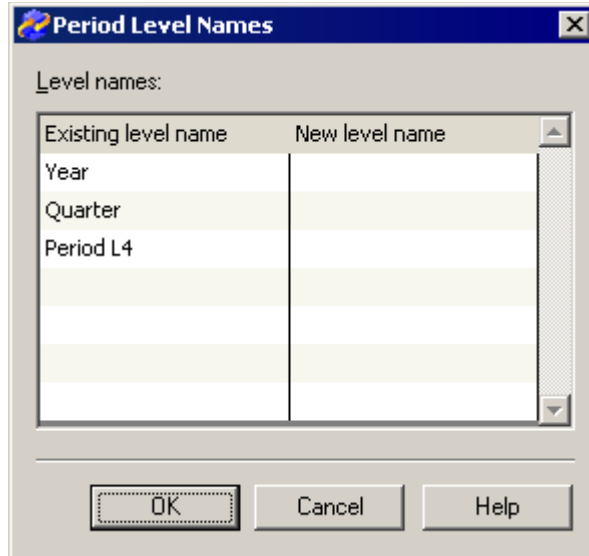 Period Level Names
Level names:
Existing level name New level name
Year
Quarter
Period L4
OK Cancel Help